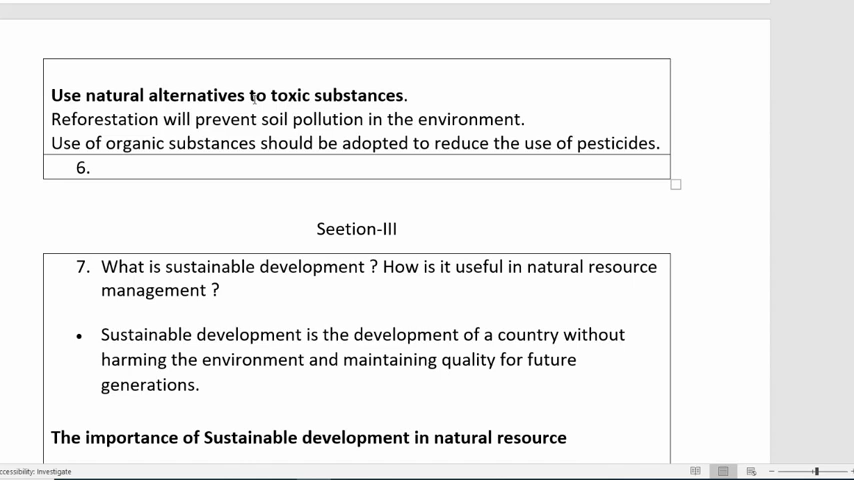 Use natural alternatives to toxic substances.
Reforestation will prevent soil pollution in the environment.
Use of organic substances should be adopted to reduce the use of pesticides.
6.
Seetion-III
7. What is sustainable development ? How is it useful in natural resource
management ?
• Sustainable development is the development of a country without
harming the environment and maintaining quality for future
generations.
The importance of Sustainable development in natural resource
ccessibility: Investigate